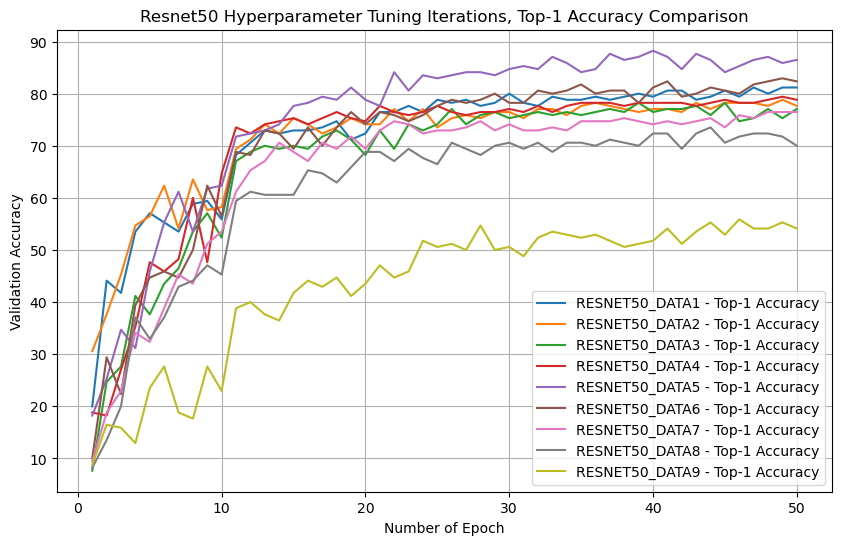 Resnet50 Hyperparameter Tuning Iterations, Top-1 Accuracy Comparison
90
80
70
60
50
40
30
20
10
Validation Accuracy
RESNET50_DATA1 - Top-1 Accuracy
RESNET50_DATA2 - Top-1 Accuracy
RESNET50_DATA3 - Top-1 Accuracy
RESNET50_DATA4 - Top-1 Accuracy
RESNET50_DATA5 - Top-1 Accuracy
RESNET50_DATA6 - Top-1 Accuracy
RESNET50_DATA7 - Top-1 Accuracy
RESNET50_DATA8 - Top-1 Accuracy
RESNET50_DATA9 - Top-1 Accuracy
0 10 20 30 40 50
Number of Epoch